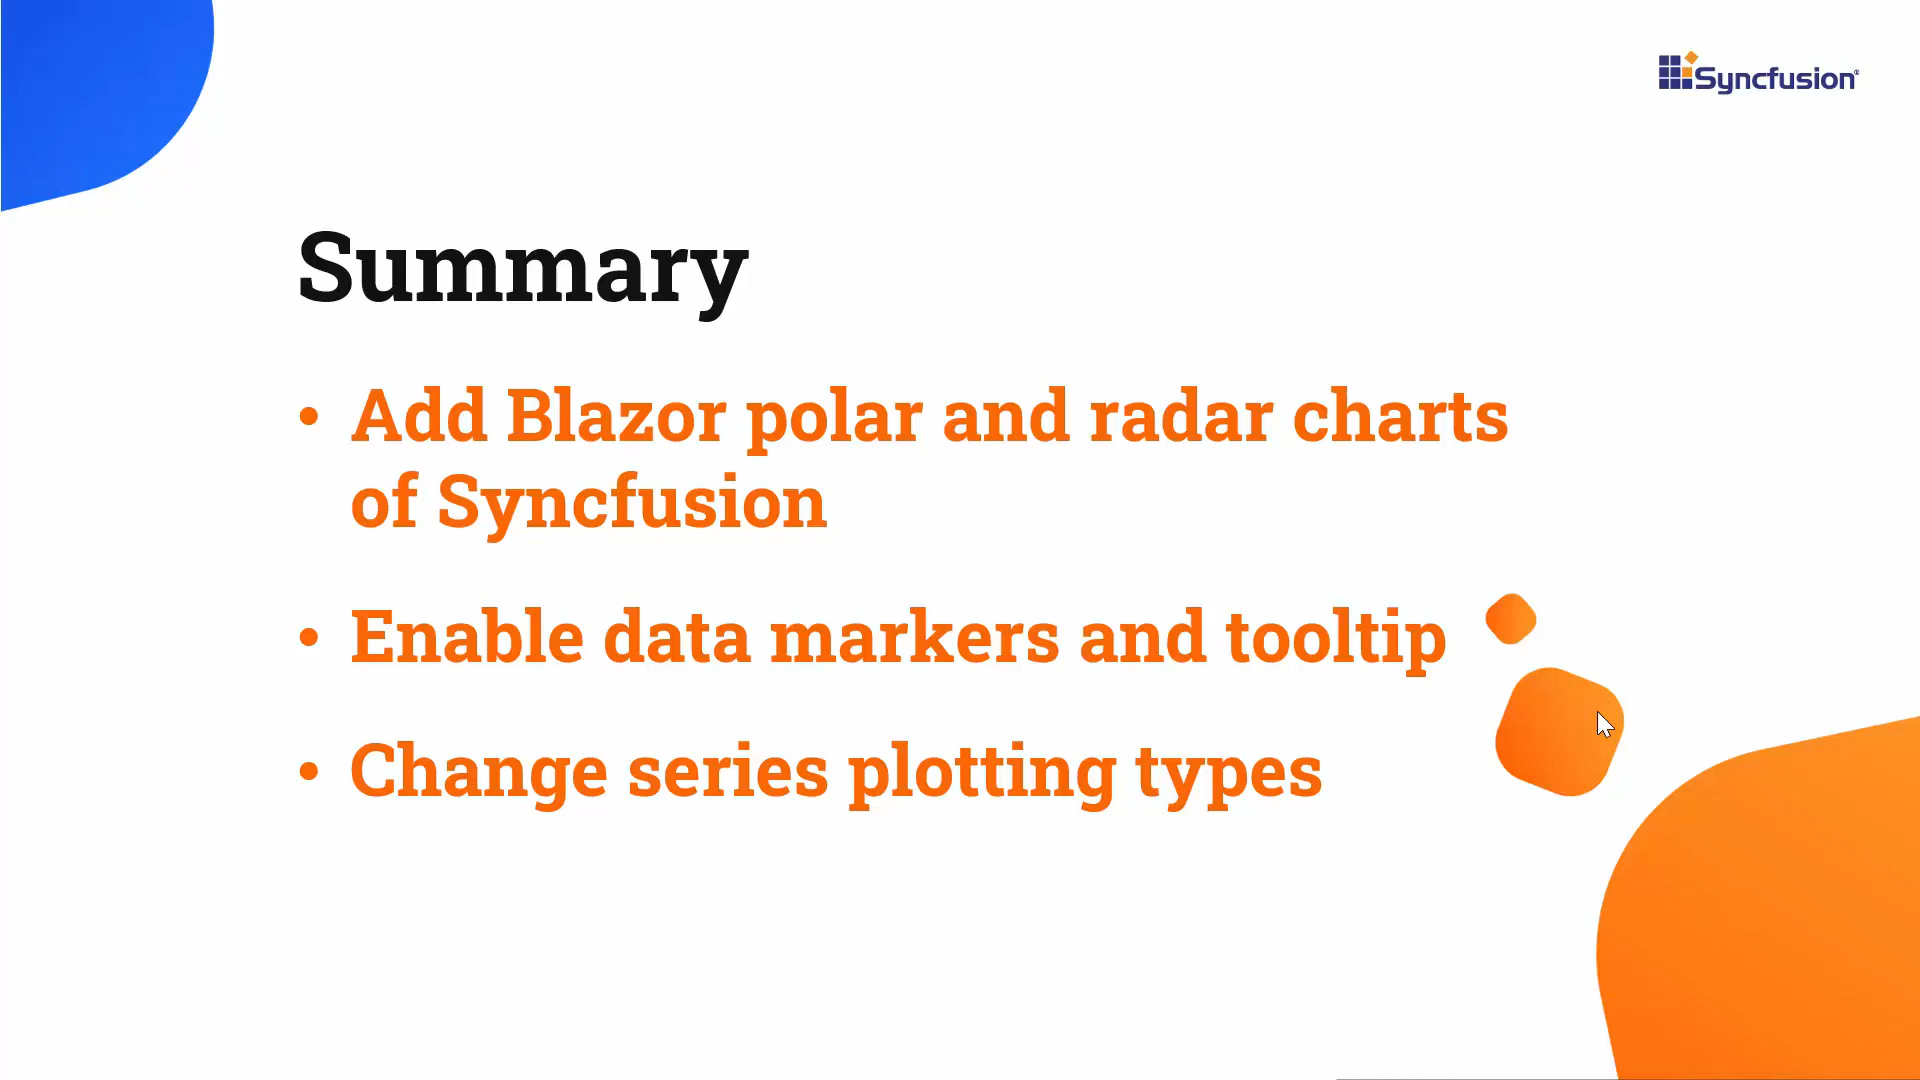 Syncfusion®
Summary
• Add Blazor polar and radar charts
of Syncfusion
• Enable data markers and tooltip
• Change series plotting types